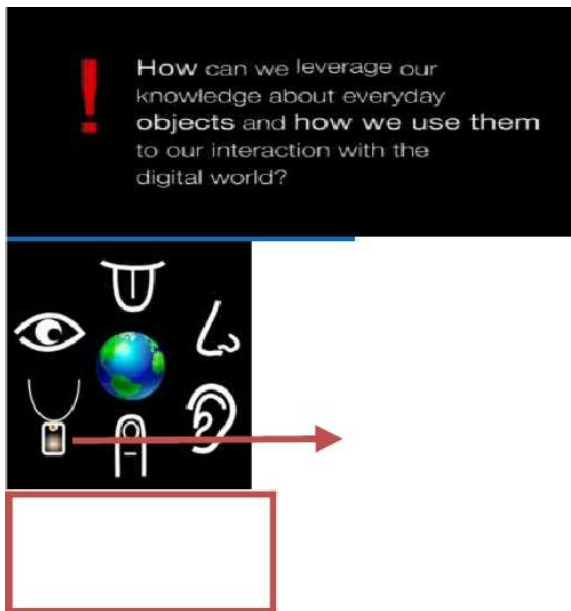 ! How can we leverage our
knowledge about everyday
objects and how we use them
to our interaction with the
digital world?